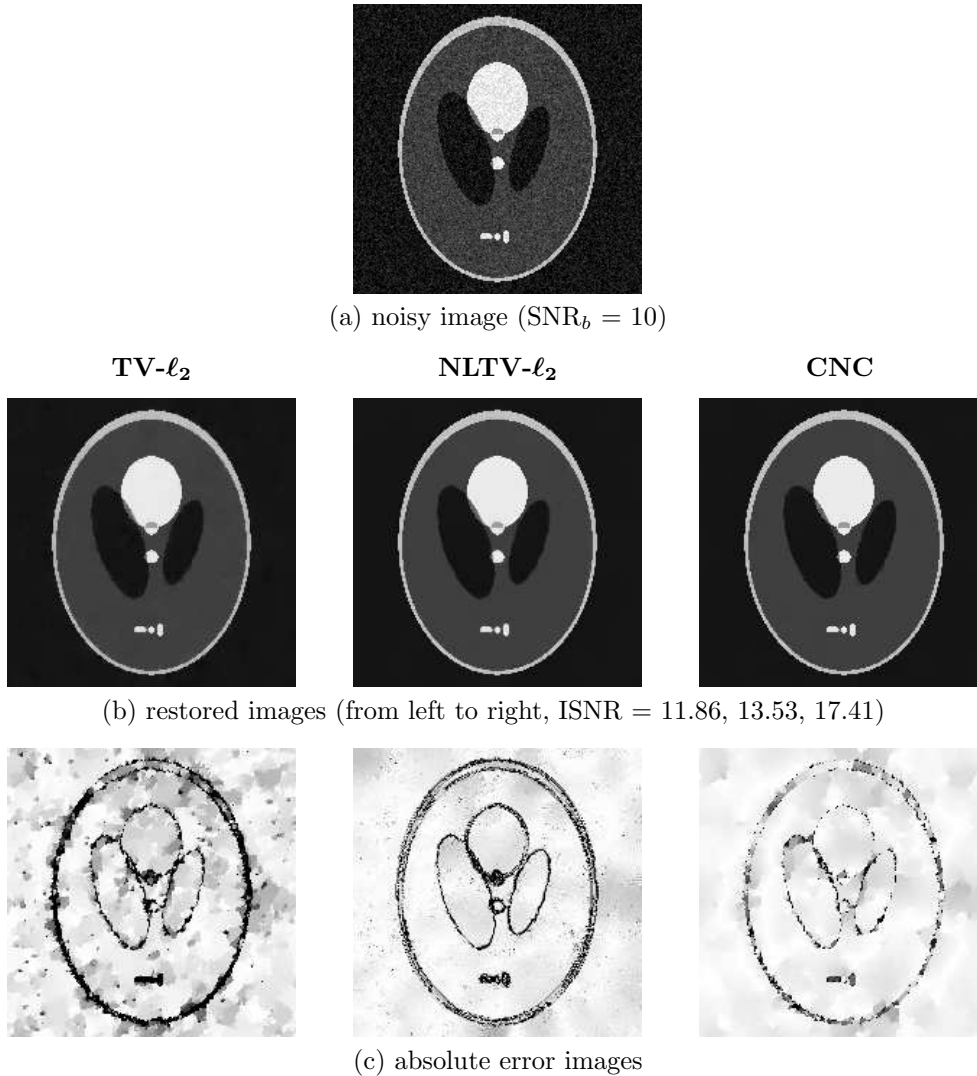 (a) noisy image (SNR_b = 10)
TV-ℓ₂ NLTV-ℓ₂ CNC
(b) restored images (from left to right, ISNR = 11.86, 13.53, 17.41)
(c) absolute error images